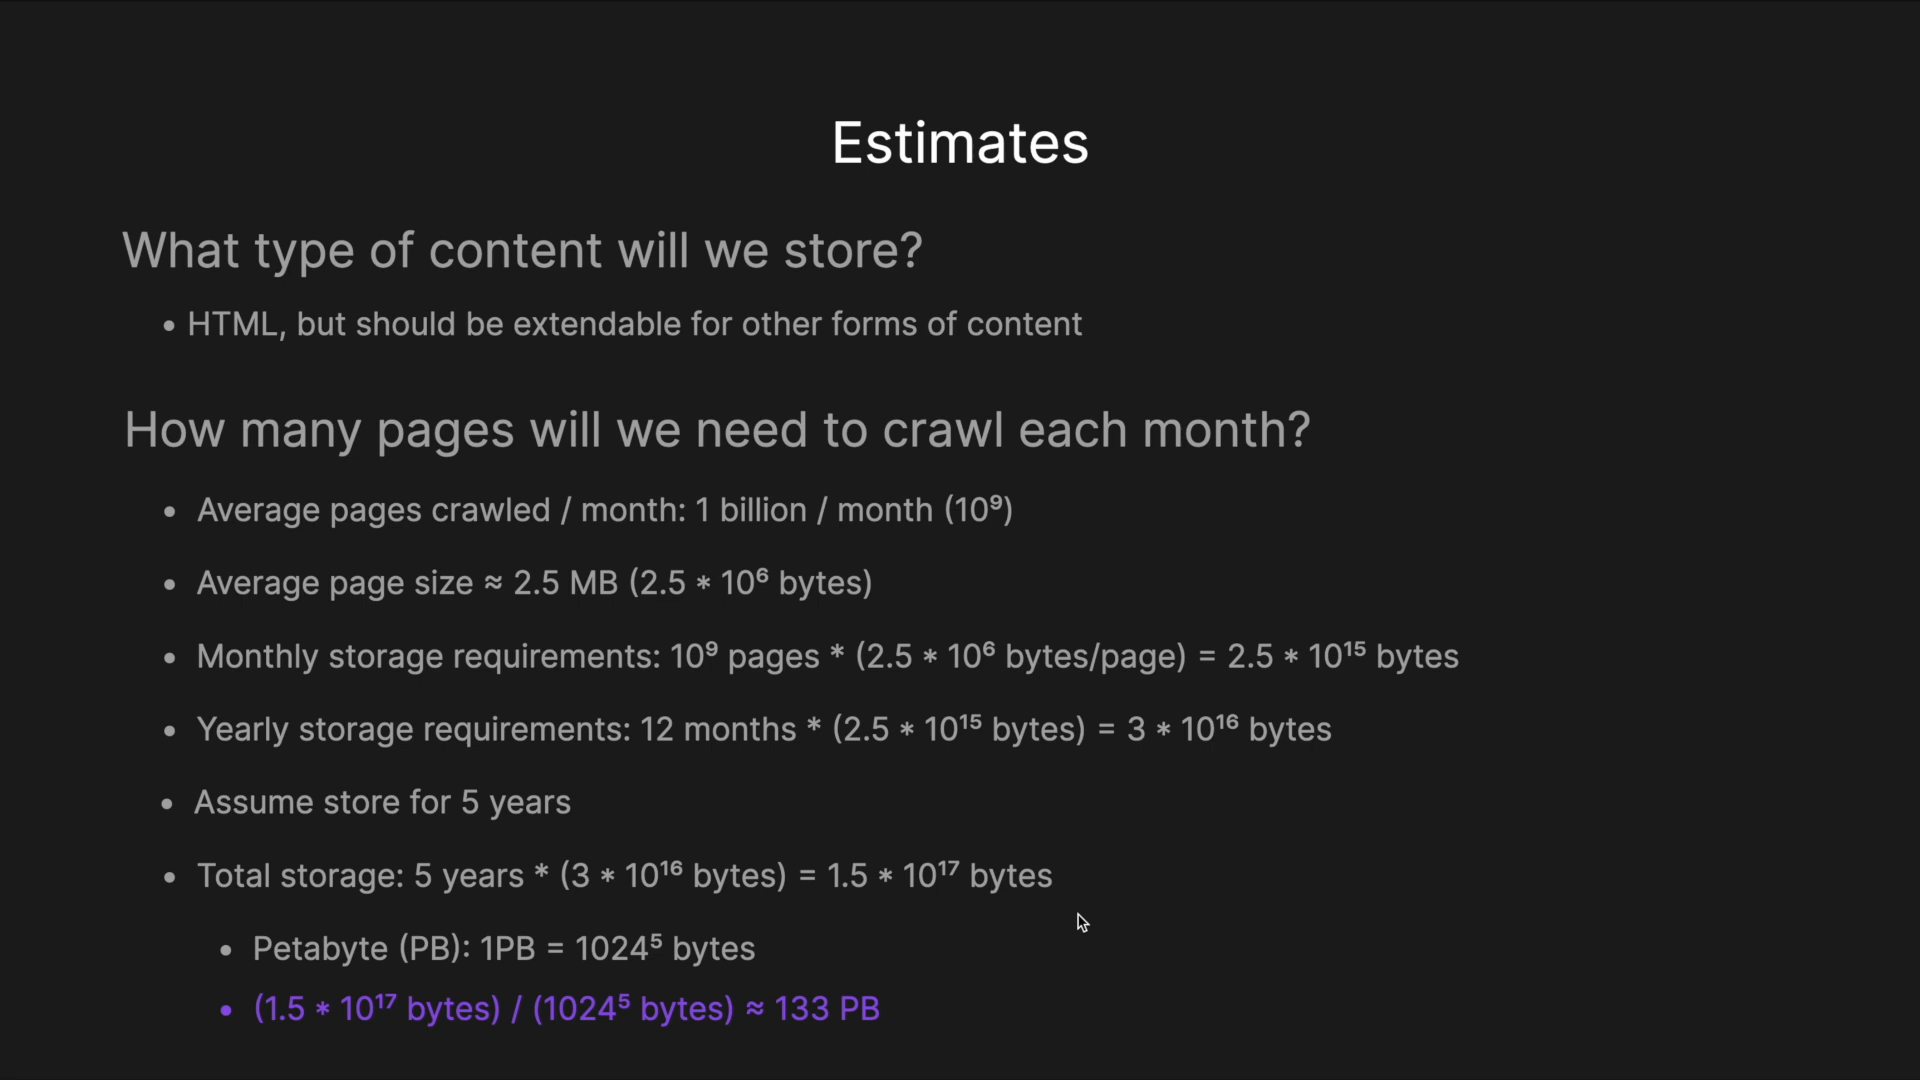 Estimates
What type of content will we store?
• HTML, but should be extendable for other forms of content
How many pages will we need to crawl each month?
• Average pages crawled / month: 1 billion / month (10⁹)
• Average page size ≈ 2.5 MB (2.5 * 10⁶ bytes)
• Monthly storage requirements: 10⁹ pages * (2.5 * 10⁶ bytes/page) = 2.5 * 10¹⁵ bytes
• Yearly storage requirements: 12 months * (2.5 * 10¹⁵ bytes) = 3 * 10¹⁶ bytes
• Assume store for 5 years
• Total storage: 5 years * (3 * 10¹⁶ bytes) = 1.5 * 10¹⁷ bytes
• Petabyte (PB): 1PB = 1024⁵ bytes
• (1.5 * 10¹⁷ bytes) / (1024⁵ bytes) ≈ 133 PB